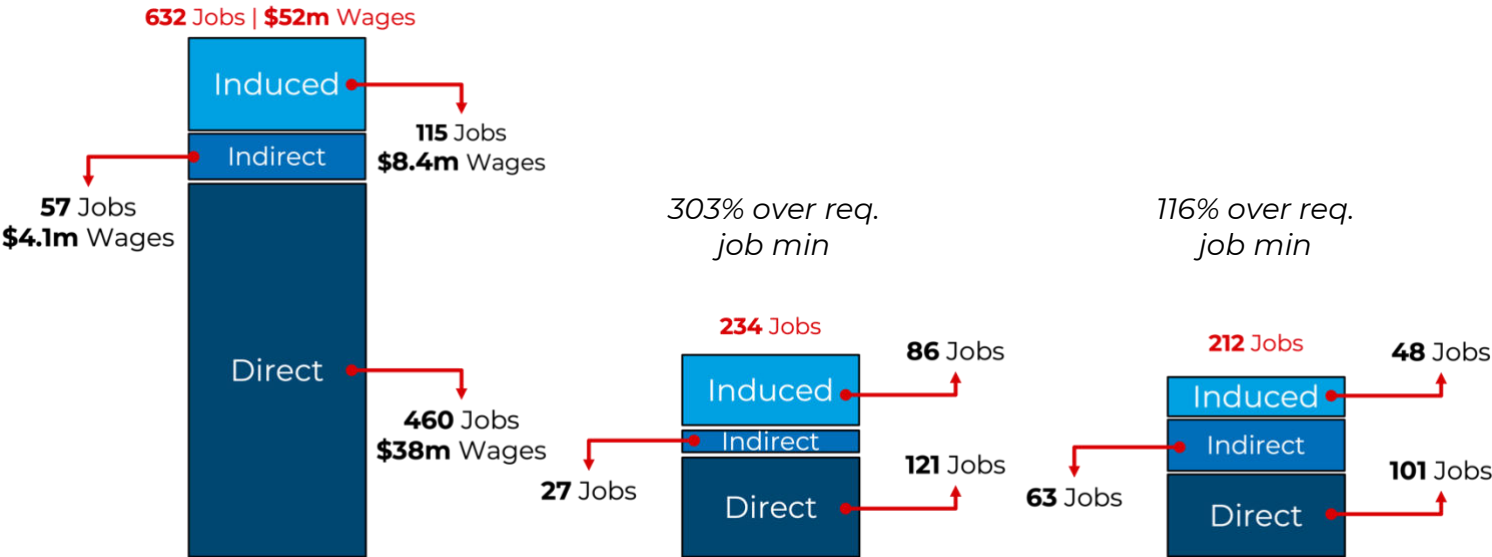 632 Jobs | $52m Wages
Induced
115 Jobs
$8.4m Wages
Indirect
57 Jobs
$4.1m Wages
Direct
460 Jobs
$38m Wages
303% over req.
job min
234 Jobs
Induced
86 Jobs
Indirect
27 Jobs
121 Jobs
Direct
116% over req.
job min
212 Jobs
48 Jobs
Induced
Indirect
63 Jobs
101 Jobs
Direct